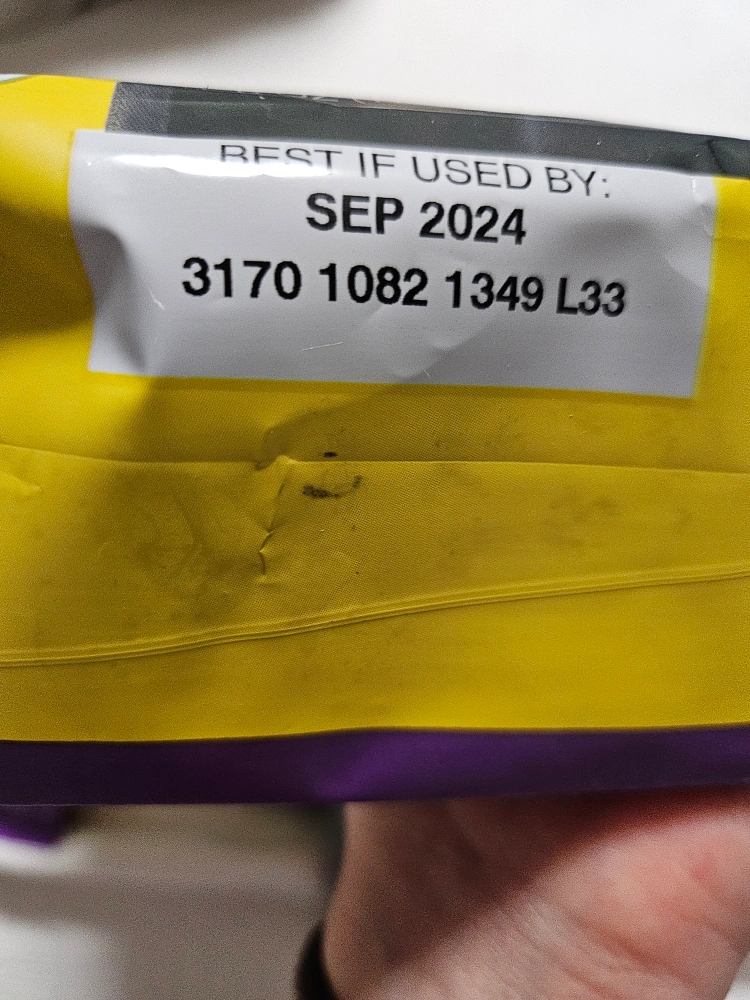 BEST IF USED BY:
SEP 2024
3170 1082 1349 L33